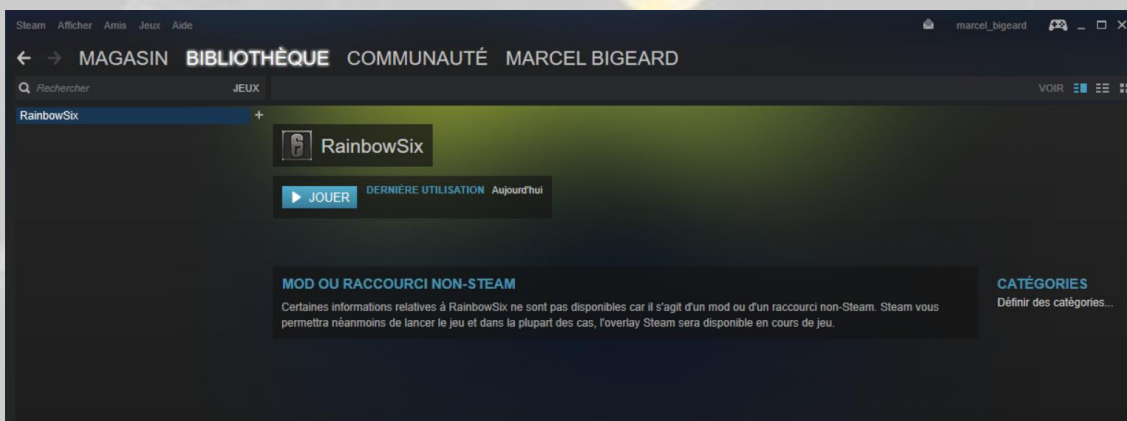 Steam Afficher Amis Jeux Aide
marcel_bigeard
MAGASIN BIBLIOTHÈQUE COMMUNAUTÉ MARCEL BIGEARD
Rechercher JEUX
VOIR
RainbowSix +
RainbowSix
JOUER DERNIÉRE UTILISATION Aujourd'hui
MOD OU RACCOURCI NON-STEAM
Certaines informations relatives à RainbowSix ne sont pas disponibles car il s'agit d'un mod ou d'un raccourci non-Steam. Steam vous
permettra néanmoins de lancer le jeu et dans la plupart des cas, l'overlay Steam sera disponible en cours de jeu.
CATÉGORIES
Définir des catégories...